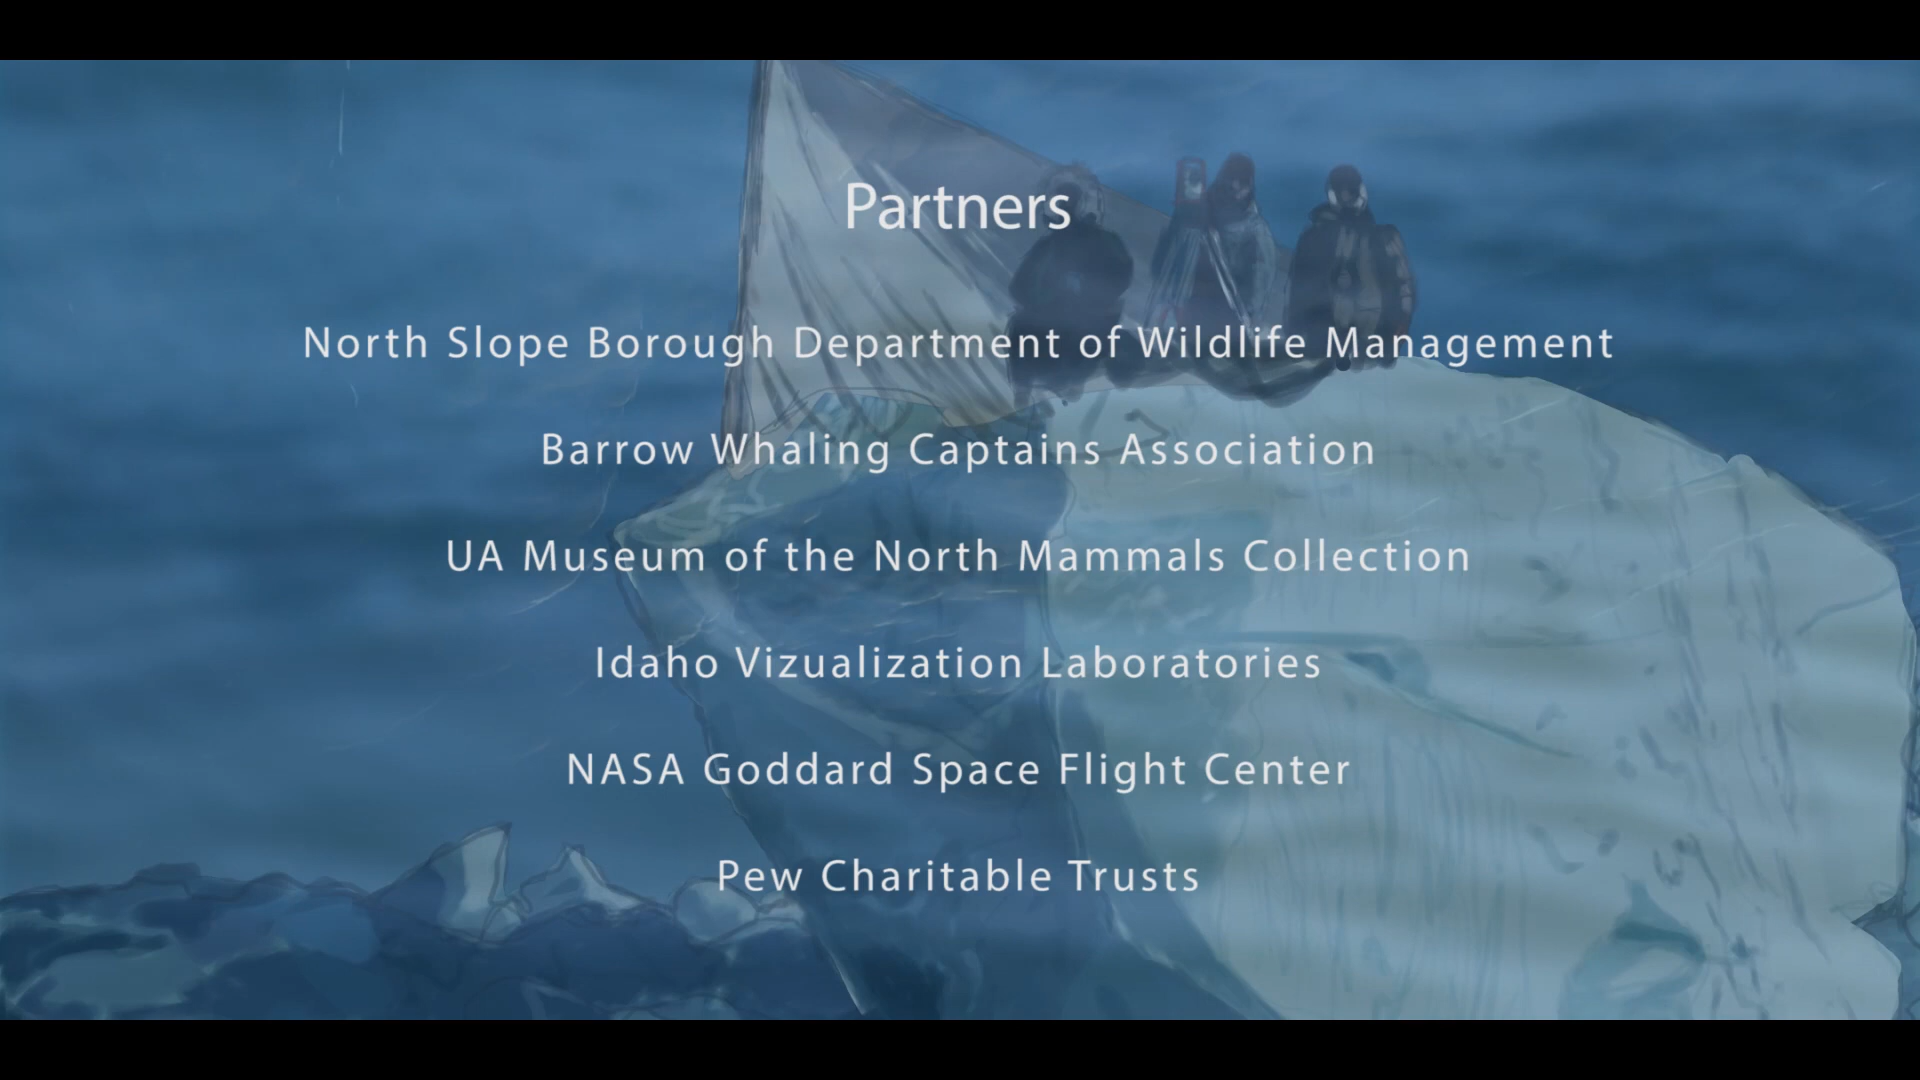 Partners
North Slope Borough Department of Wildlife Management
Barrow Whaling Captains Association
UA Museum of the North Mammals Collection
Idaho Vizualization Laboratories
NASA Goddard Space Flight Center
Pew Charitable Trusts